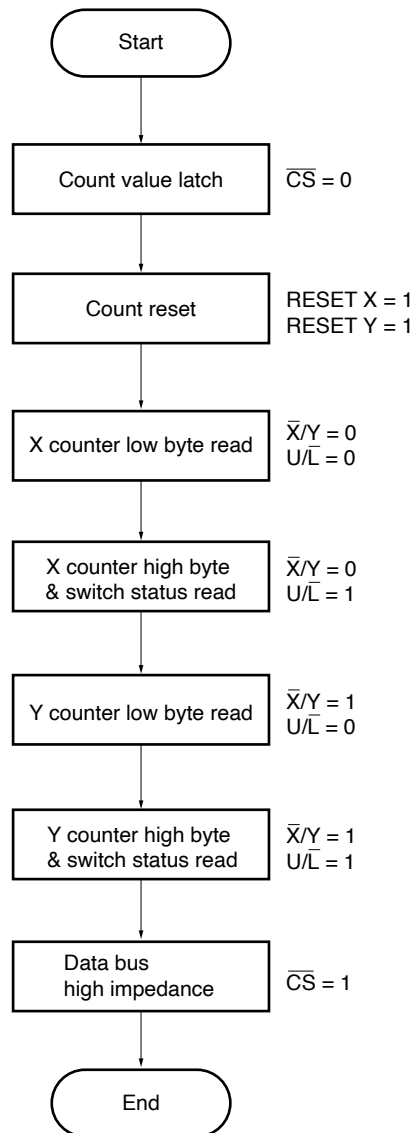 Start
Count value latch
C̅S̅ = 0
Count reset
RESET X = 1
RESET Y = 1
X counter low byte read
X̅/Y = 0
U/L̅ = 0
X counter high byte
& switch status read
X̅/Y = 0
U/L̅ = 1
Y counter low byte read
X̅/Y = 1
U/L̅ = 0
Y counter high byte
& switch status read
X̅/Y = 1
U/L̅ = 1
Data bus
high impedance
C̅S̅ = 1
End